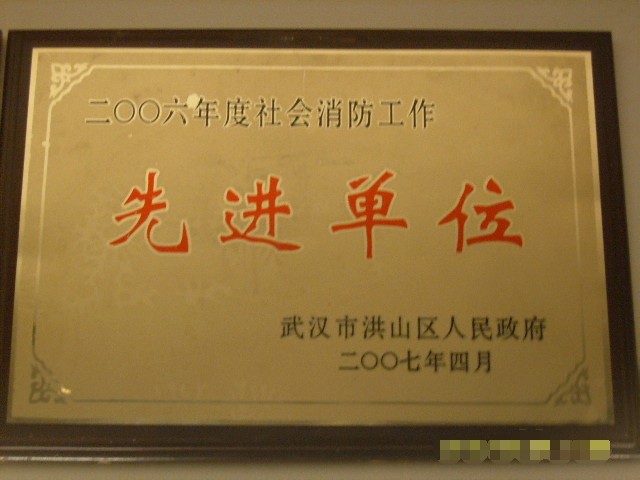 二〇〇六年度社会消防工作
先进单位
武汉市洪山区人民政府
二〇〇七年四月